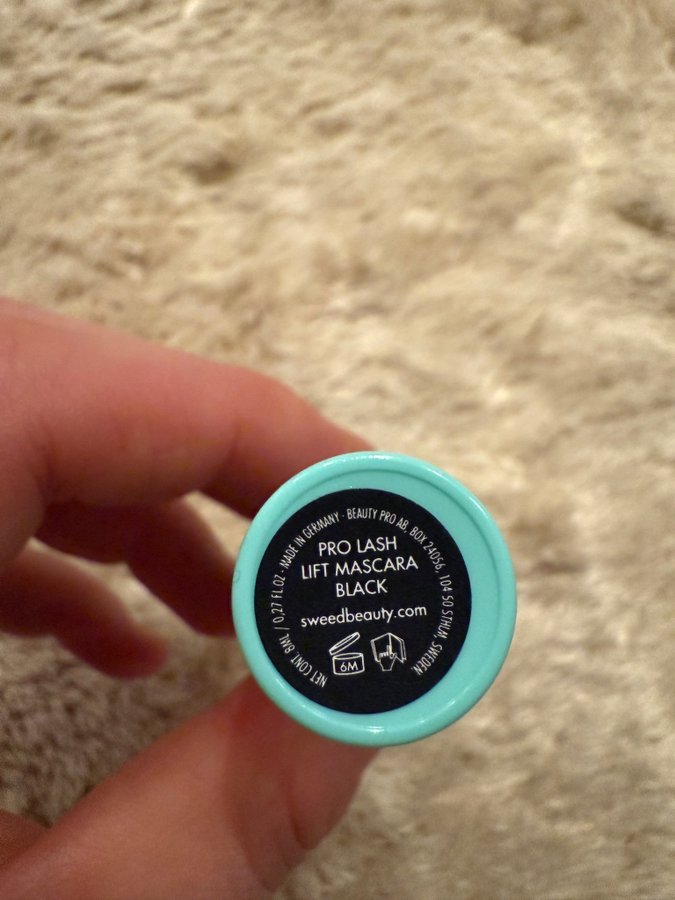 NET CONT. 8ML / 0,27 FL.OZ · MADE IN GERMANY · BEAUTY PRO AB, BOX 24056, 104 50 STHLM, SWEDEN
PRO LASH
LIFT MASCARA
BLACK
sweedbeauty.com
6M